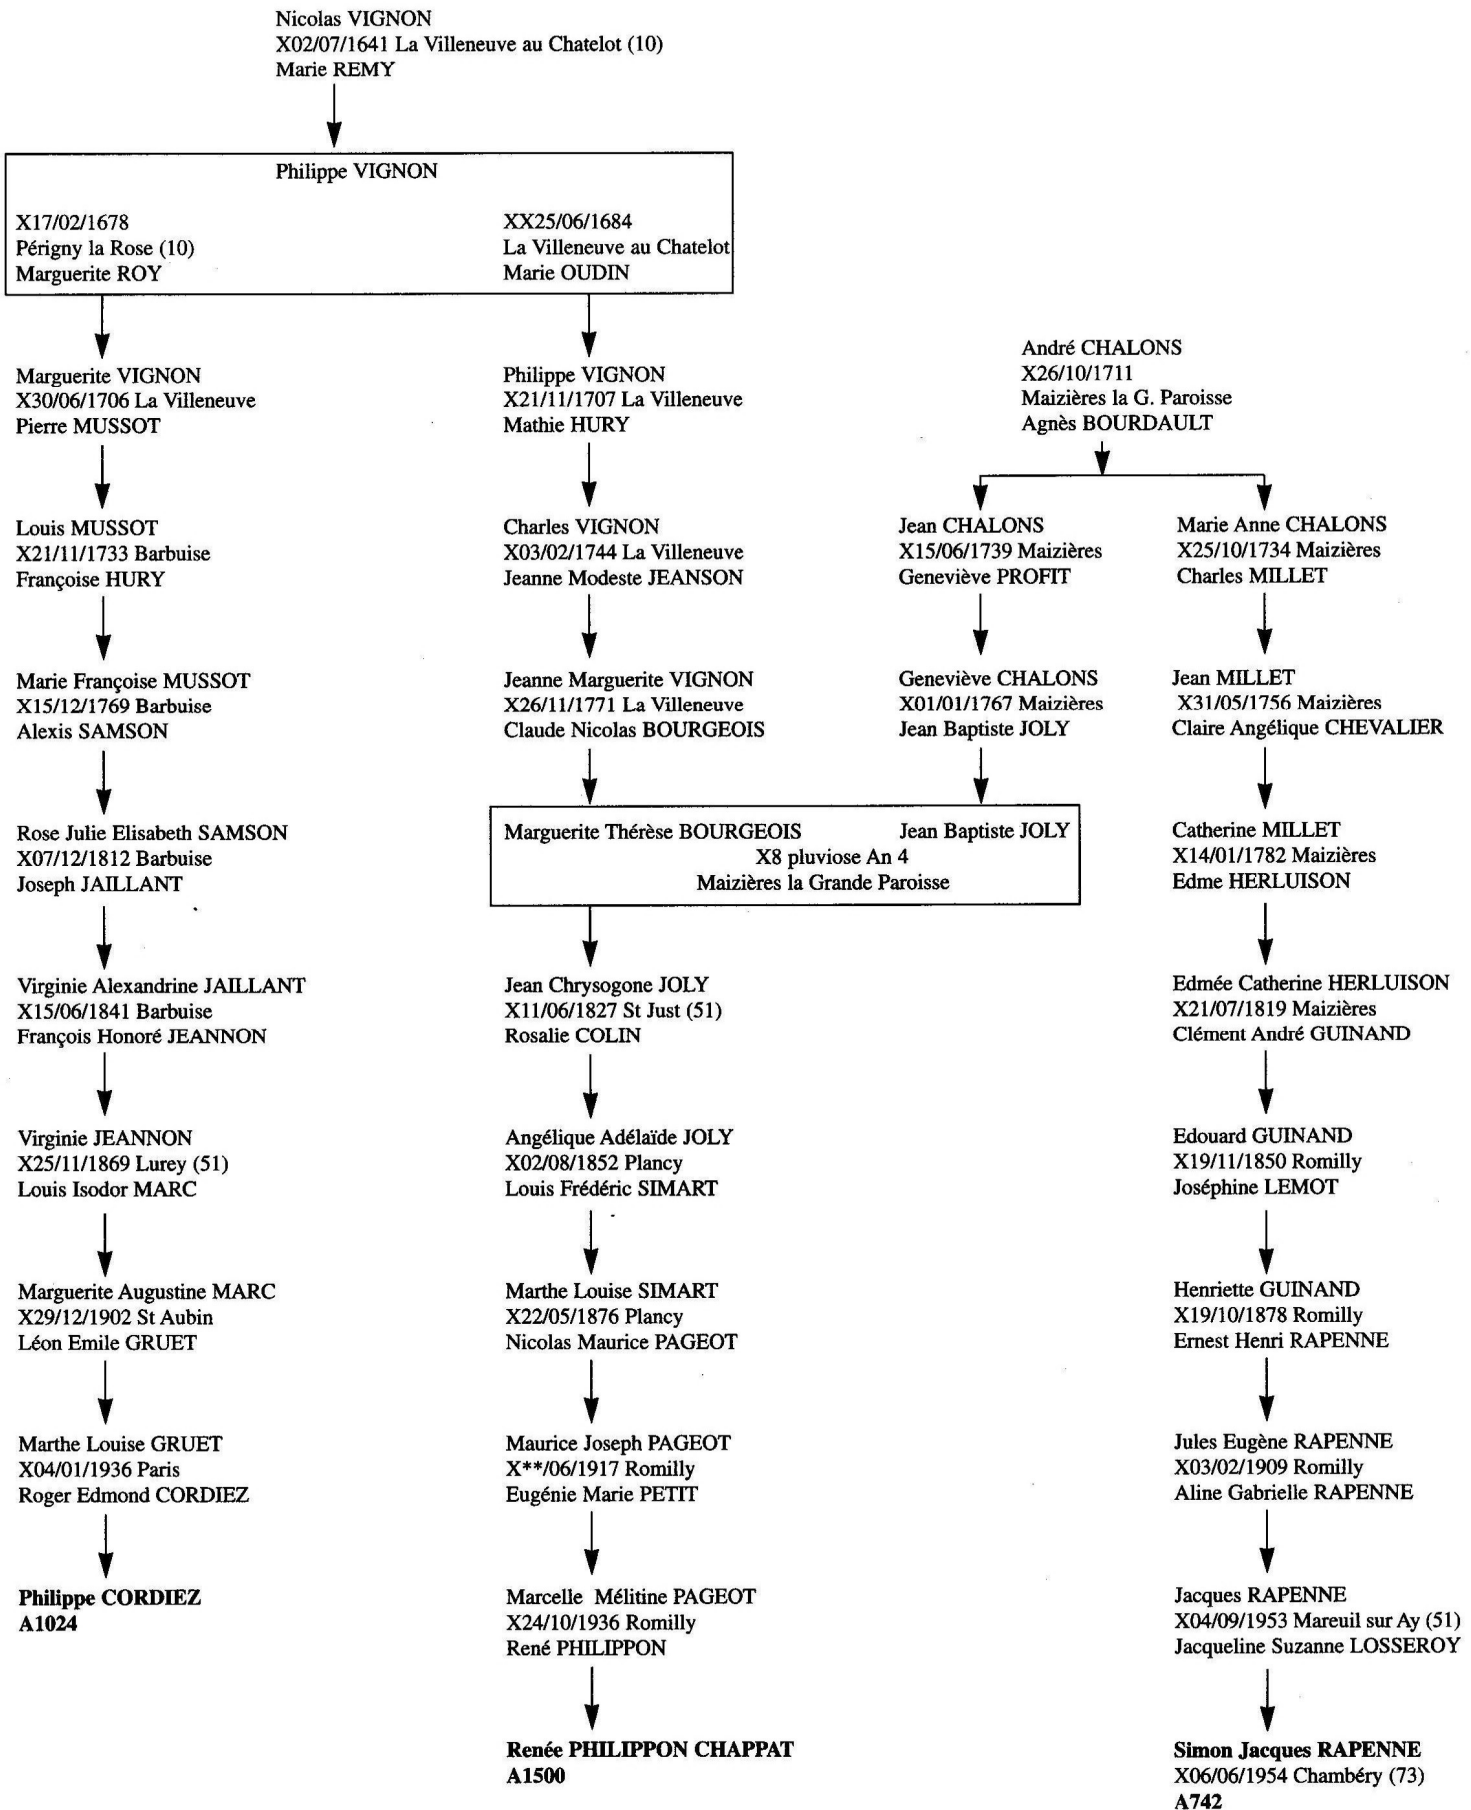 Nicolas VIGNON
X02/07/1641 La Villeneuve au Chatelot (10)
Marie REMY
Philippe VIGNON
X17/02/1678
Périgny la Rose (10)
Marguerite ROY
XX25/06/1684
La Villeneuve au Chatelot
Marie OUDIN
Marguerite VIGNON
X30/06/1706 La Villeneuve
Pierre MUSSOT
Louis MUSSOT
X21/11/1733 Barbuise
Françoise HURY
Marie Françoise MUSSOT
X15/12/1769 Barbuise
Alexis SAMSON
Rose Julie Elisabeth SAMSON
X07/12/1812 Barbuise
Joseph JAILLANT
Virginie Alexandrine JAILLANT
X15/06/1841 Barbuise
François Honoré JEANNON
Virginie JEANNON
X25/11/1869 Lurey (51)
Louis Isodor MARC
Marguerite Augustine MARC
X29/12/1902 St Aubin
Léon Emile GRUET
Marthe Louise GRUET
X04/01/1936 Paris
Roger Edmond CORDIEZ
Philippe CORDIEZ
A1024
Philippe VIGNON
X21/11/1707 La Villeneuve
Mathie HURY
Charles VIGNON
X03/02/1744 La Villeneuve
Jeanne Modeste JEANSON
Jeanne Marguerite VIGNON
X26/11/1771 La Villeneuve
Claude Nicolas BOURGEOIS
André CHALONS
X26/10/1711
Maizières la G. Paroisse
Agnès BOURDAULT
Jean CHALONS
X15/06/1739 Maizières
Geneviève PROFIT
Geneviève CHALONS
X01/01/1767 Maizières
Jean Baptiste JOLY
Marguerite Thérèse BOURGEOIS Jean Baptiste JOLY
X8 pluviose An 4
Maizières la Grande Paroisse
Jean Chrysogone JOLY
X11/06/1827 St Just (51)
Rosalie COLIN
Angélique Adélaïde JOLY
X02/08/1852 Plancy
Louis Frédéric SIMART
Marthe Louise SIMART
X22/05/1876 Plancy
Nicolas Maurice PAGEOT
Maurice Joseph PAGEOT
X**/06/1917 Romilly
Eugénie Marie PETIT
Marcelle Mélitine PAGEOT
X24/10/1936 Romilly
René PHILIPPON
Renée PHILIPPON CHAPPAT
A1500
Marie Anne CHALONS
X25/10/1734 Maizières
Charles MILLET
Jean MILLET
X31/05/1756 Maizières
Claire Angélique CHEVALIER
Catherine MILLET
X14/01/1782 Maizières
Edme HERLUISON
Edmée Catherine HERLUISON
X21/07/1819 Maizières
Clément André GUINAND
Edouard GUINAND
X19/11/1850 Romilly
Joséphine LEMOT
Henriette GUINAND
X19/10/1878 Romilly
Ernest Henri RAPENNE
Jules Eugène RAPENNE
X03/02/1909 Romilly
Aline Gabrielle RAPENNE
Jacques RAPENNE
X04/09/1953 Mareuil sur Ay (51)
Jacqueline Suzanne LOSSEROY
Simon Jacques RAPENNE
X06/06/1954 Chambéry (73)
A742